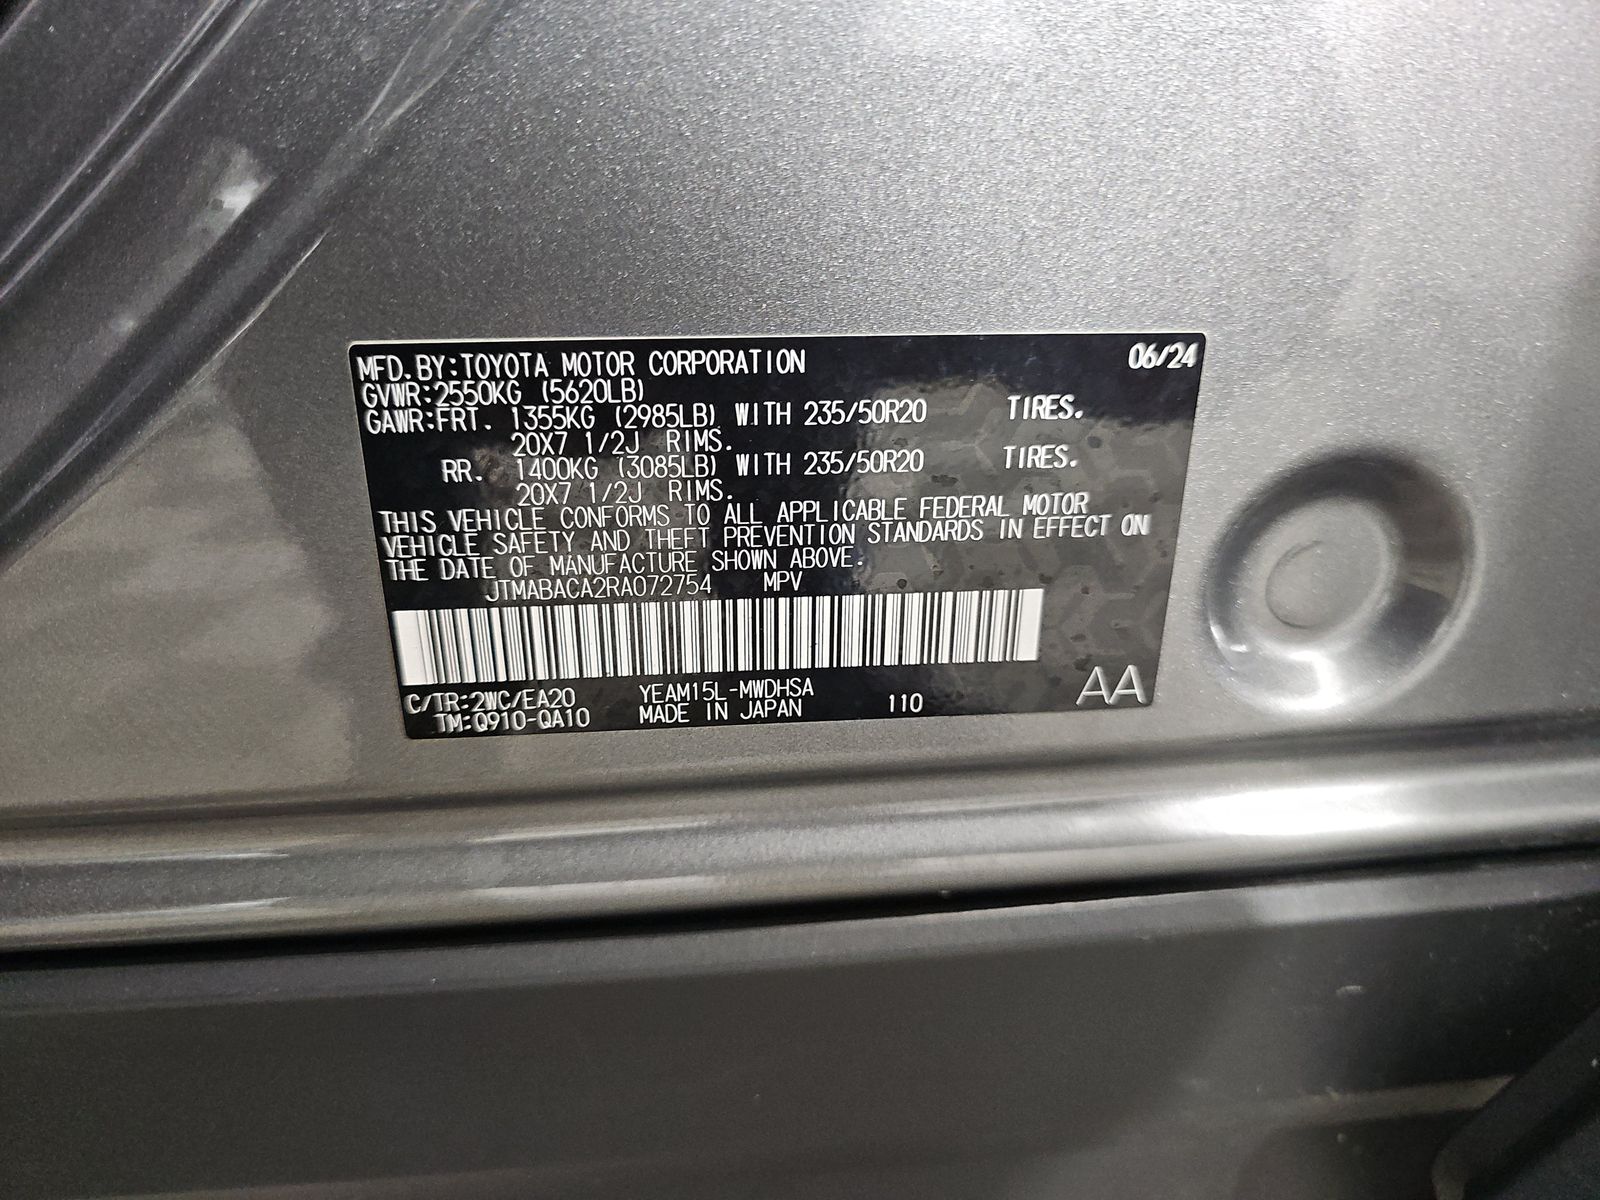 MFD.BY:TOYOTA MOTOR CORPORATION 06/24
GVWR:2550KG (5620LB)
GAWR:FRT. 1355KG (2985LB) WITH 235/50R20 TIRES.
20X7 1/2J RIMS.
RR. 1400KG (3085LB) WITH 235/50R20 TIRES.
20X7 1/2J RIMS.
THIS VEHICLE CONFORMS TO ALL APPLICABLE FEDERAL MOTOR
VEHICLE SAFETY AND THEFT PREVENTION STANDARDS IN EFFECT ON
THE DATE OF MANUFACTURE SHOWN ABOVE.
JTMABACA2RA072754 MPV
C/TR:2WC/EA20 YEAM15L-MWDHSA
TM:Q910-QA10 MADE IN JAPAN 110 AA